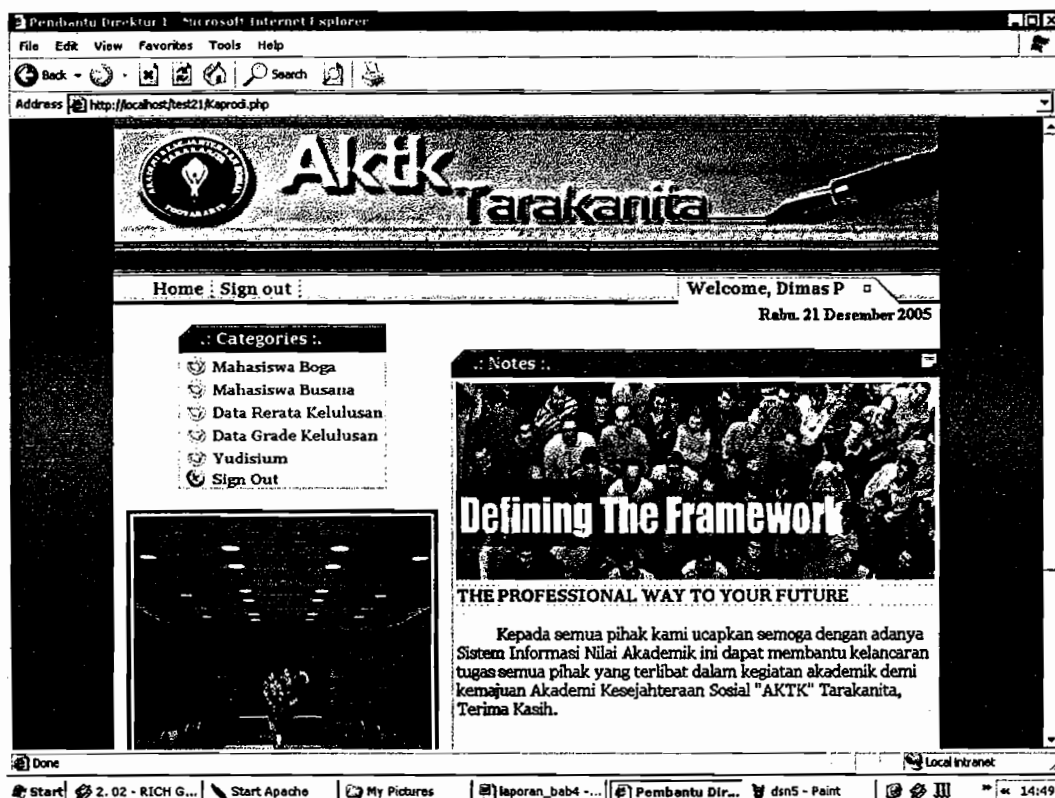 Pembantu Direktur 1 - Microsoft Internet Explorer
File Edit View Favorites Tools Help
Back Search
Address http://localhost/test21/Kaprodi.php
Aktk
Tarakanita
YOGYAKARTA
Home Sign out
Welcome, Dimas P
Rabu. 21 Desember 2005
.: Categories :.
Mahasiswa Boga
Mahasiswa Busana
Data Rerata Kelulusan
Data Grade Kelulusan
Yudisium
Sign Out
.: Notes :.
Defining The Framework
THE PROFESSIONAL WAY TO YOUR FUTURE
Kepada semua pihak kami ucapkan semoga dengan adanya
Sistem Informasi Nilai Akademik ini dapat membantu kelancaran
tugas semua pihak yang terlibat dalam kegiatan akademik demi
kemajuan Akademi Kesejahteraan Sosial "AKTK" Tarakanita,
Terima Kasih.
Done Local intranet
Start 2. 02 - RICH G... Start Apache My Pictures laporan_bab4 -... Pembantu Dir... dsn5 - Paint 14:49